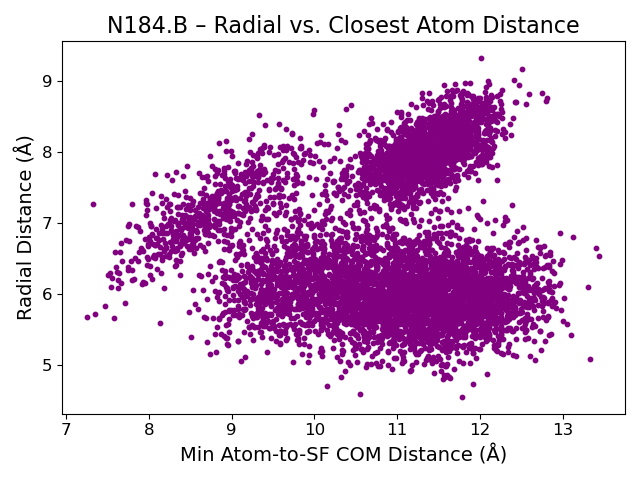 N184.B – Radial vs. Closest Atom Distance
Radial Distance (Å)
9
8
7
6
5
7 8 9 10 11 12 13
Min Atom-to-SF COM Distance (Å)